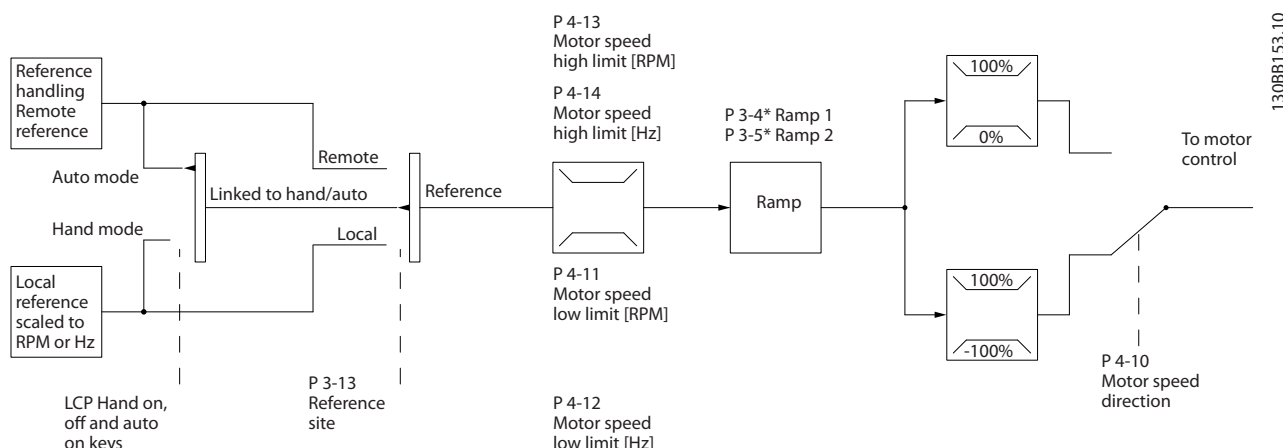 130BB153.10
P 4-13
Motor speed
high limit [RPM]
P 4-14
Motor speed
high limit [Hz]
Reference
handling
Remote
reference
P 3-4* Ramp 1
P 3-5* Ramp 2
100%
0%
To motor
control
Auto mode
Remote
Linked to hand/auto
Reference
Ramp
Hand mode
Local
Local
reference
scaled to
RPM or Hz
P 4-11
Motor speed
low limit [RPM]
100%
-100%
P 4-10
Motor speed
direction
LCP Hand on,
off and auto
on keys
P 3-13
Reference
site
P 4-12
Motor speed
low limit [Hz]